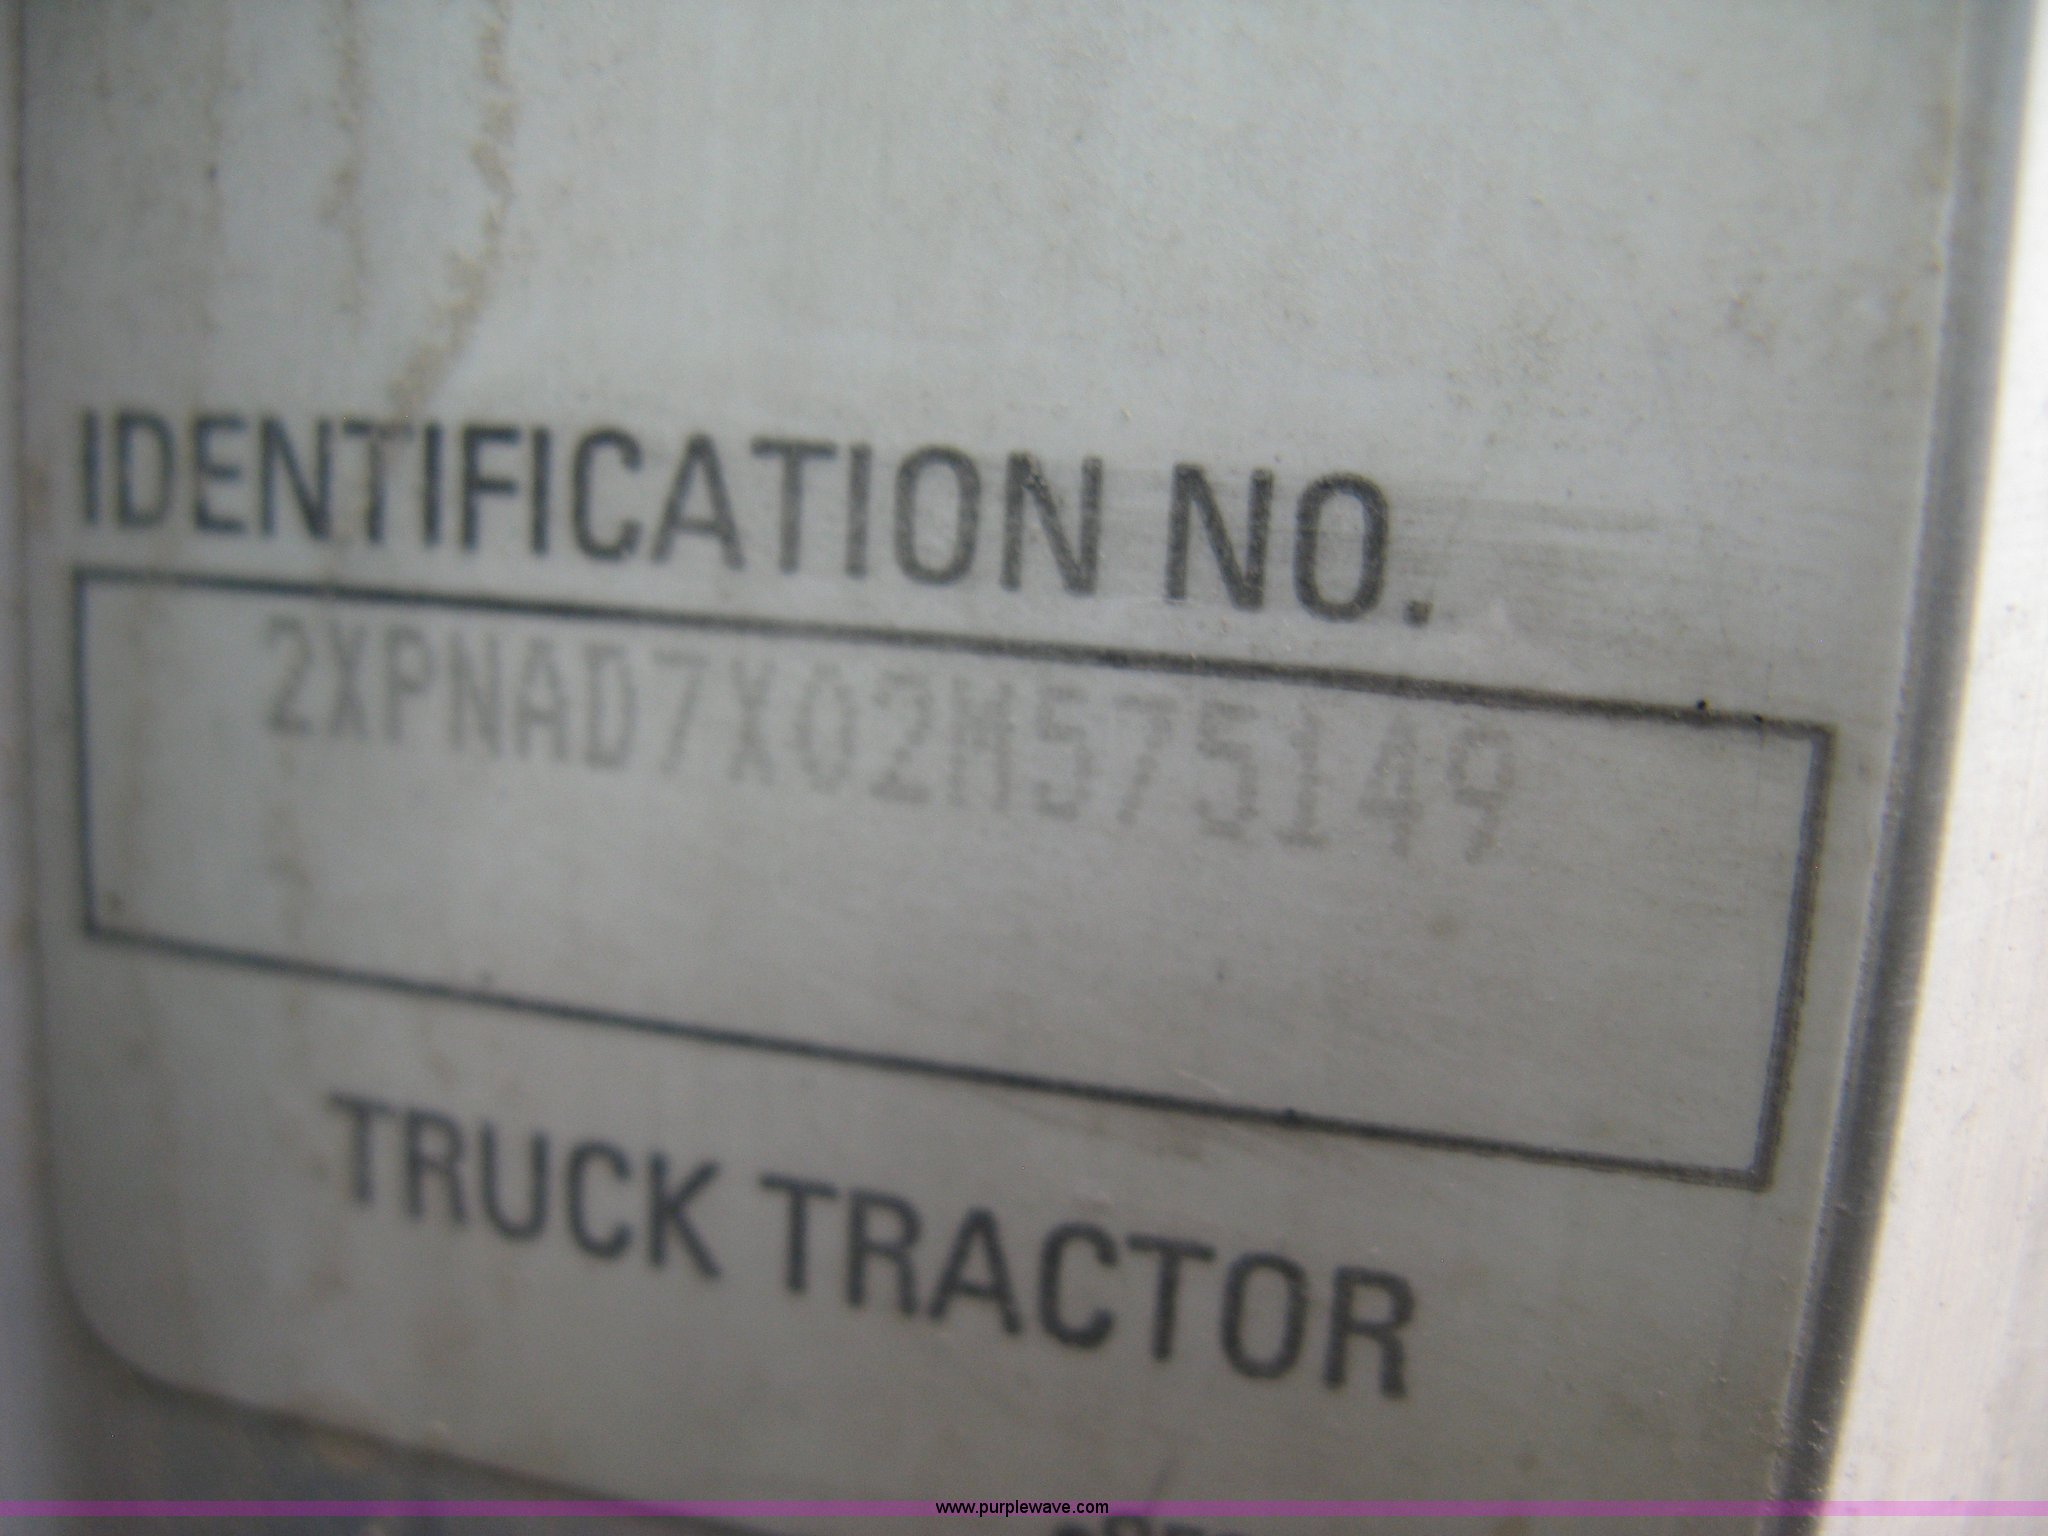 IDENTIFICATION NO.
2XPNAD7X02M575149
TRUCK TRACTOR
www.purplewave.com